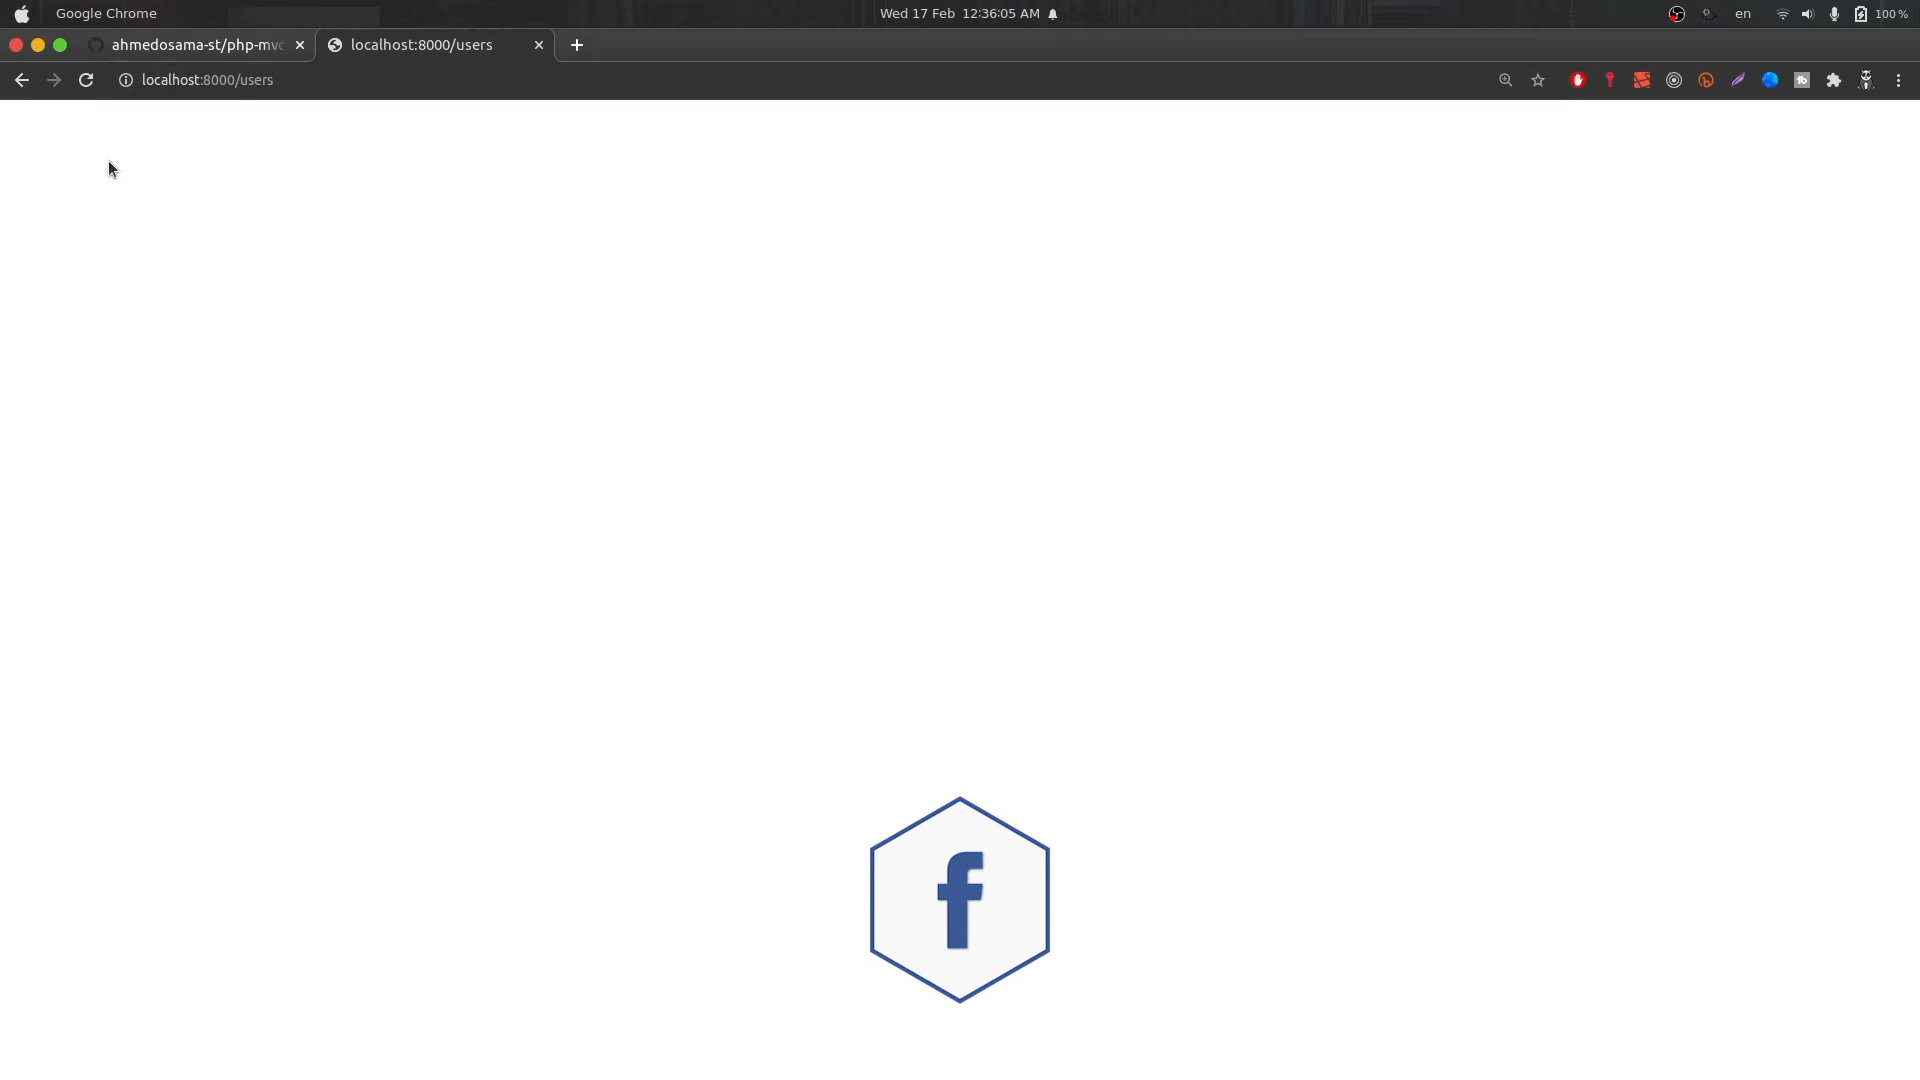 Google Chrome
Wed 17 Feb 12:36:05 AM
en
100 %
ahmedosama-st/php-mvc
localhost:8000/users
localhost:8000/users
f